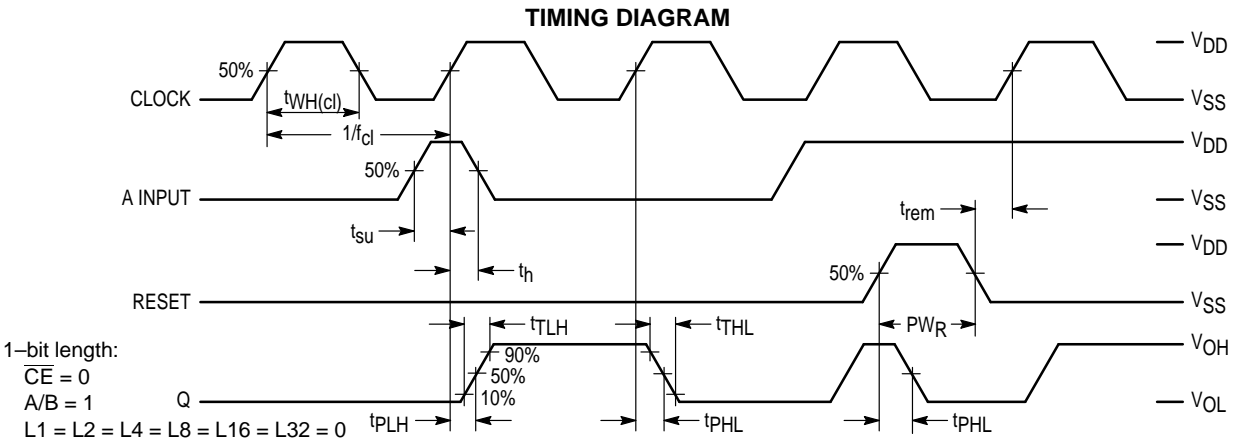 TIMING DIAGRAM
VDD
50%
CLOCK
tWH(cl)
VSS
1/fcl
VDD
50%
A INPUT
trem
VSS
tsu
VDD
th
50%
RESET
VSS
tTLH
tTHL
PWR
VOH
1–bit length:
90%
CE = 0
50%
A/B = 1
Q
10%
VOL
tPLH
tPHL
tPHL
L1 = L2 = L4 = L8 = L16 = L32 = 0